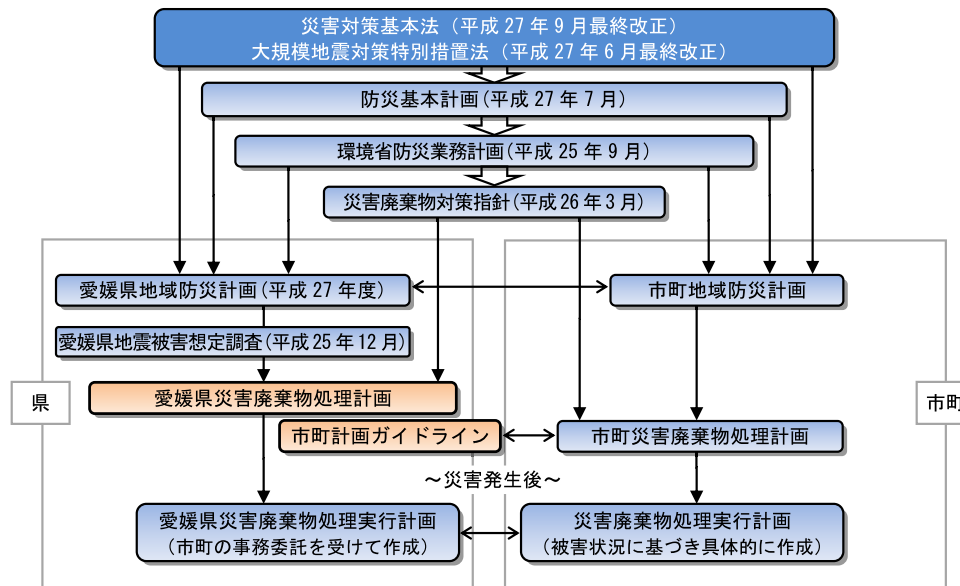 災害対策基本法（平成27年9月最終改正）
大規模地震対策特別措置法（平成27年6月最終改正）
防災基本計画(平成27年7月)
環境省防災業務計画(平成25年9月)
災害廃棄物対策指針(平成26年3月)
愛媛県地域防災計画(平成27年度)
市町地域防災計画
愛媛県地震被害想定調査(平成25年12月)
愛媛県災害廃棄物処理計画
県
市町
市町計画ガイドライン
市町災害廃棄物処理計画
～災害発生後～
愛媛県災害廃棄物処理実行計画
（市町の事務委託を受けて作成）
災害廃棄物処理実行計画
（被害状況に基づき具体的に作成）